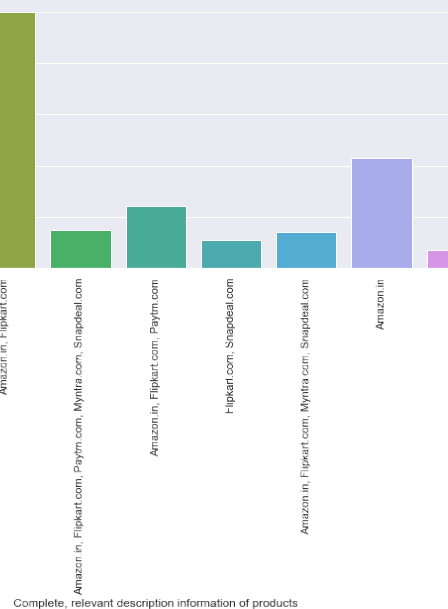 Amazon.in, Flipkart.com
Amazon.in, Flipkart.com, Paytm.com, Myntra.com, Snapdeal.com
Amazon.in, Flipkart.com, Paytm.com
Flipkart.com, Snapdeal.com
Amazon.in, Flipkart.com, Myntra.com, Snapdeal.com
Amazon.in
Complete, relevant description information of products